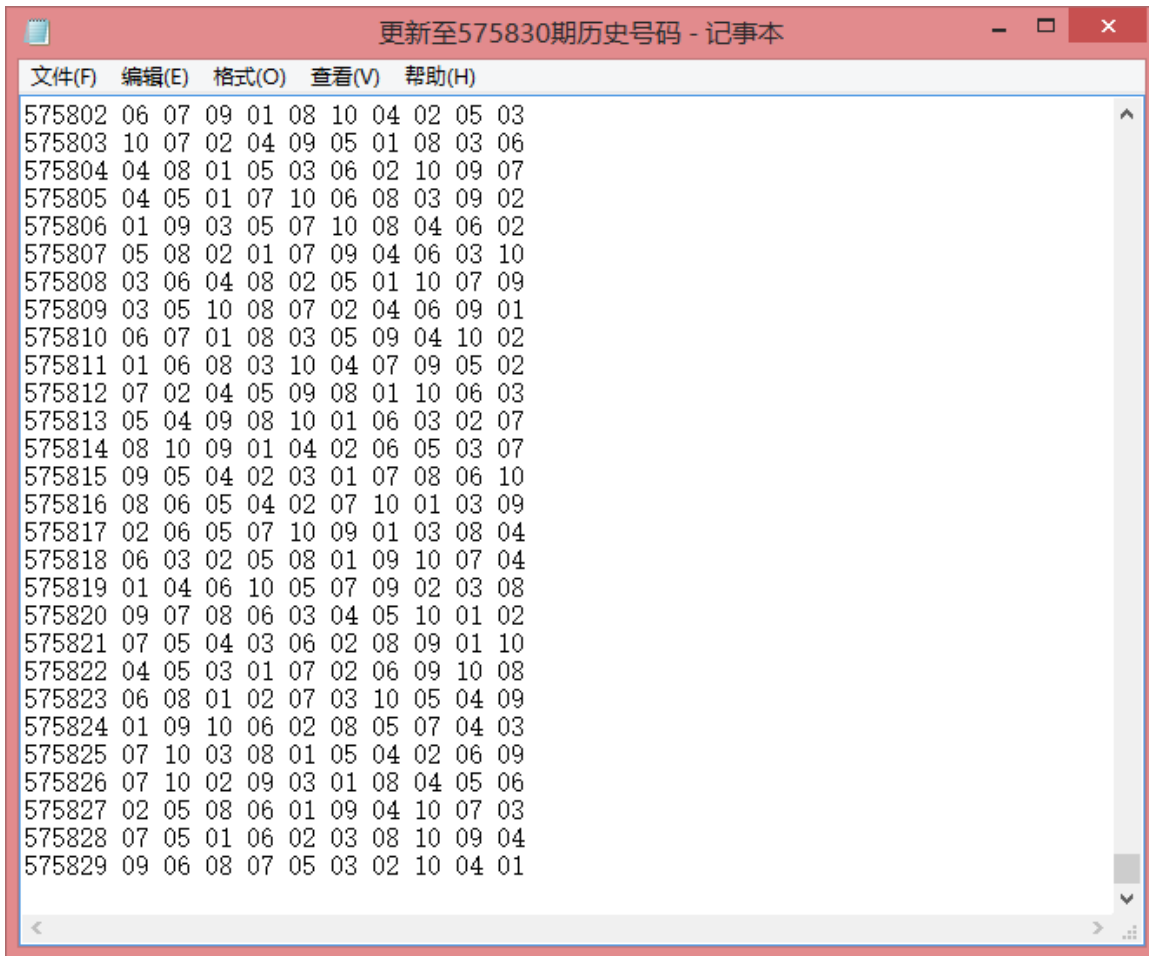 更新至575830期历史号码 - 记事本
文件(F) 编辑(E) 格式(O) 查看(V) 帮助(H)
575802 06 07 09 01 08 10 04 02 05 03
575803 10 07 02 04 09 05 01 08 03 06
575804 04 08 01 05 03 06 02 10 09 07
575805 04 05 01 07 10 06 08 03 09 02
575806 01 09 03 05 07 10 08 04 06 02
575807 05 08 02 01 07 09 04 06 03 10
575808 03 06 04 08 02 05 01 10 07 09
575809 03 05 10 08 07 02 04 06 09 01
575810 06 07 01 08 03 05 09 04 10 02
575811 01 06 08 03 10 04 07 09 05 02
575812 07 02 04 05 09 08 01 10 06 03
575813 05 04 09 08 10 01 06 03 02 07
575814 08 10 09 01 04 02 06 05 03 07
575815 09 05 04 02 03 01 07 08 06 10
575816 08 06 05 04 02 07 10 01 03 09
575817 02 06 05 07 10 09 01 03 08 04
575818 06 03 02 05 08 01 09 10 07 04
575819 01 04 06 10 05 07 09 02 03 08
575820 09 07 08 06 03 04 05 10 01 02
575821 07 05 04 03 06 02 08 09 01 10
575822 04 05 03 01 07 02 06 09 10 08
575823 06 08 01 02 07 03 10 05 04 09
575824 01 09 10 06 02 08 05 07 04 03
575825 07 10 03 08 01 05 04 02 06 09
575826 07 10 02 09 03 01 08 04 05 06
575827 02 05 08 06 01 09 04 10 07 03
575828 07 05 01 06 02 03 08 10 09 04
575829 09 06 08 07 05 03 02 10 04 01